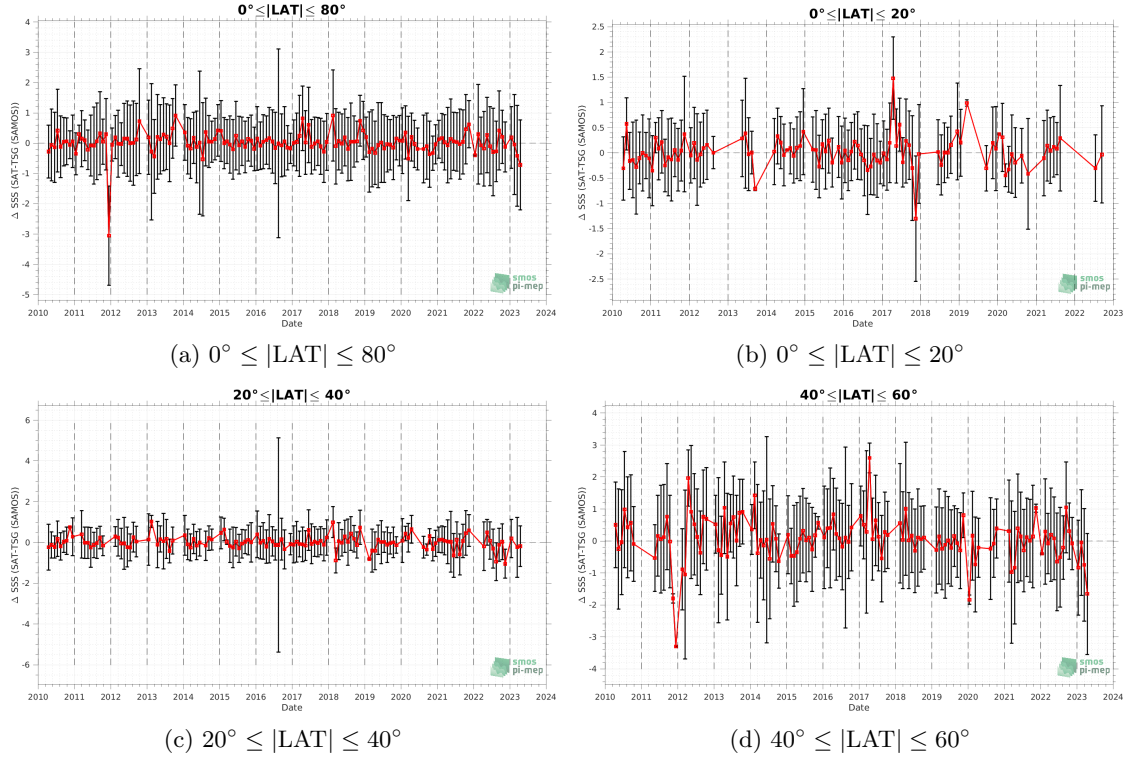 0°≤|LAT|≤ 80°
Δ SSS (SAT-TSG (SAMOS))
4
3
2
1
0
-1
-2
-3
-4
-5
2010 2011 2012 2013 2014 2015 2016 2017 2018 2019 2020 2021 2022 2023 2024
Date
smos
pi-mep
(a) 0° ≤ |LAT| ≤ 80°
0°≤|LAT|≤ 20°
Δ SSS (SAT-TSG (SAMOS))
2.5
2.0
1.5
1.0
0.5
0.0
-0.5
-1.0
-1.5
-2.0
-2.5
2010 2011 2012 2013 2014 2015 2016 2017 2018 2019 2020 2021 2022 2023
Date
smos
pi-mep
(b) 0° ≤ |LAT| ≤ 20°
20°≤|LAT|≤ 40°
Δ SSS (SAT-TSG (SAMOS))
6
4
2
0
-2
-4
-6
2010 2011 2012 2013 2014 2015 2016 2017 2018 2019 2020 2021 2022 2023 2024
Date
smos
pi-mep
(c) 20° ≤ |LAT| ≤ 40°
40°≤|LAT|≤ 60°
Δ SSS (SAT-TSG (SAMOS))
4
3
2
1
0
-1
-2
-3
-4
2010 2011 2012 2013 2014 2015 2016 2017 2018 2019 2020 2021 2022 2023 2024
Date
smos
pi-mep
(d) 40° ≤ |LAT| ≤ 60°